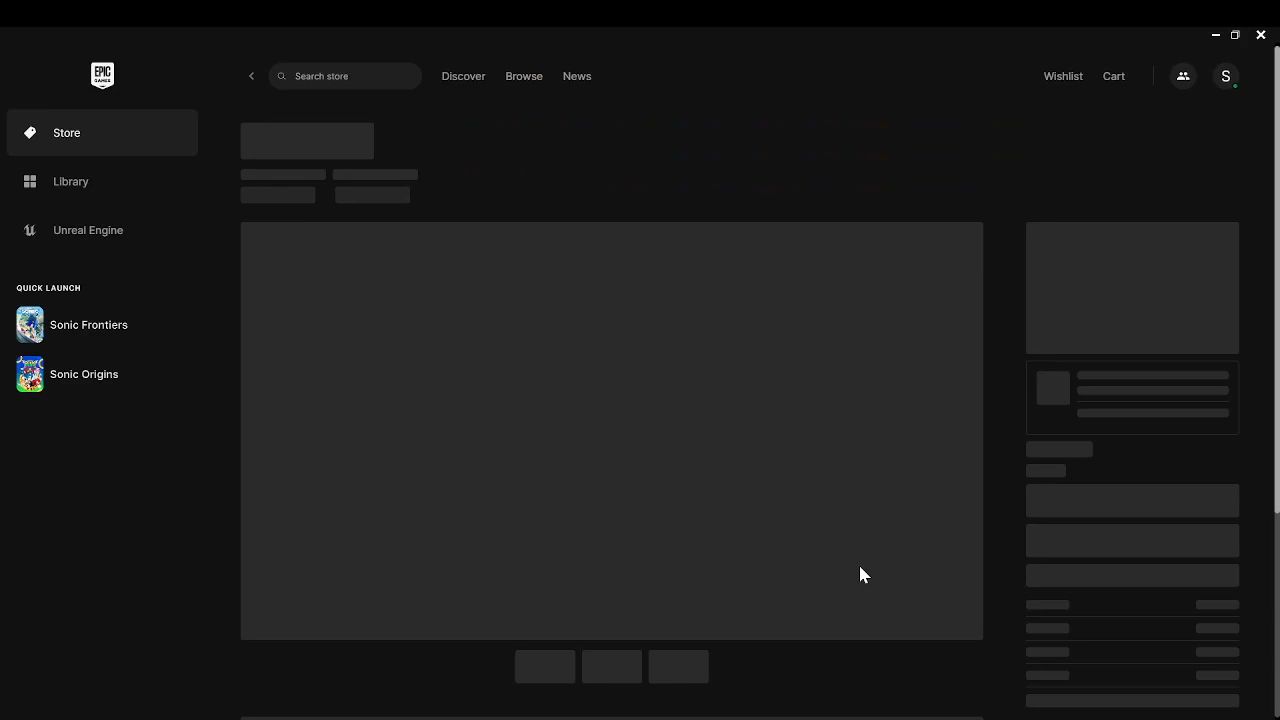 EPIC
GAMES
Search store
Discover
Browse
News
Wishlist
Cart
S
Store
Library
Unreal Engine
QUICK LAUNCH
Sonic Frontiers
Sonic Origins